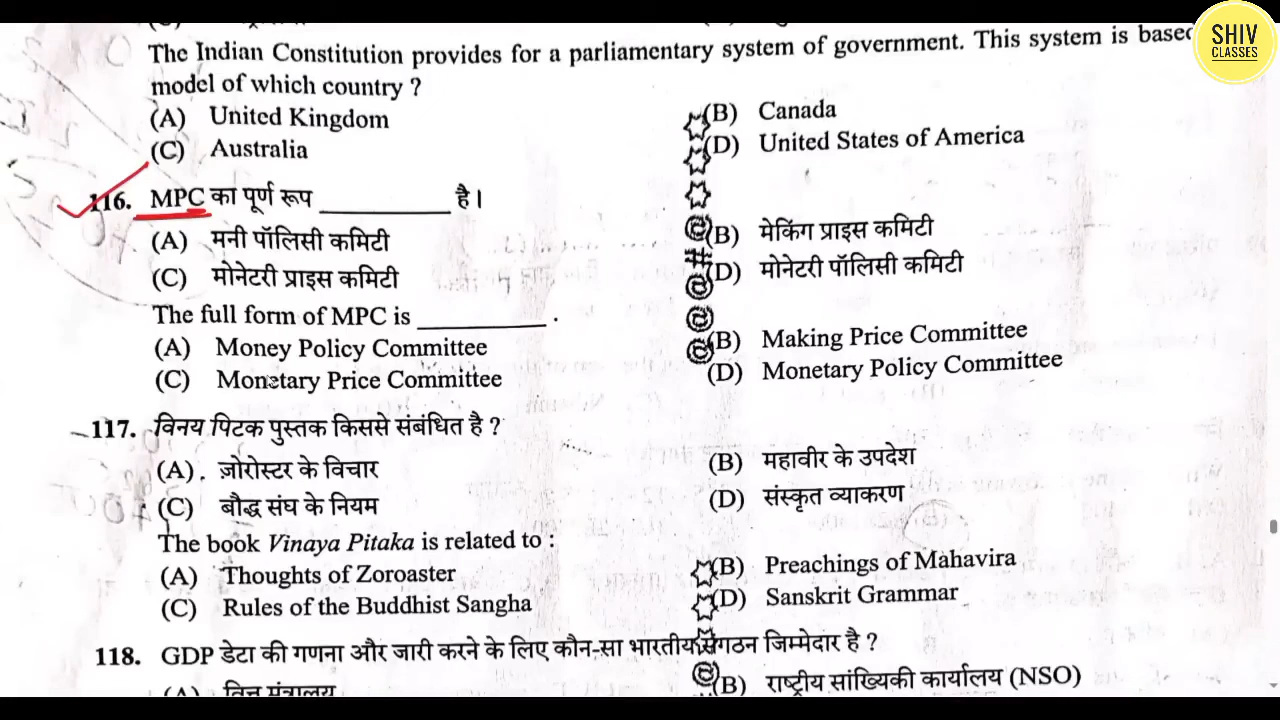 SHIV
CLASSES
The Indian Constitution provides for a parliamentary system of government. This system is based
model of which country ?
(A) United Kingdom (B) Canada
(C) Australia (D) United States of America
116. MPC का पूर्ण रूप __________ है।
(A) मनी पॉलिसी कमिटी (B) मेकिंग प्राइस कमिटी
(C) मोनेटरी प्राइस कमिटी (D) मोनेटरी पॉलिसी कमिटी
The full form of MPC is __________ .
(A) Money Policy Committee (B) Making Price Committee
(C) Monetary Price Committee (D) Monetary Policy Committee
117. विनय पिटक पुस्तक किससे संबंधित है ?
(A) . ज़ोरोस्टर के विचार (B) महावीर के उपदेश
(C) बौद्ध संघ के नियम (D) संस्कृत व्याकरण
The book Vinaya Pitaka is related to :
(A) Thoughts of Zoroaster (B) Preachings of Mahavira
(C) Rules of the Buddhist Sangha (D) Sanskrit Grammar
118. GDP डेटा की गणना और जारी करने के लिए कौन-सा भारतीय संगठन जिम्मेदार है ?
(A) वित्त मंत्रालय (B) राष्ट्रीय सांख्यिकी कार्यालय (NSO)